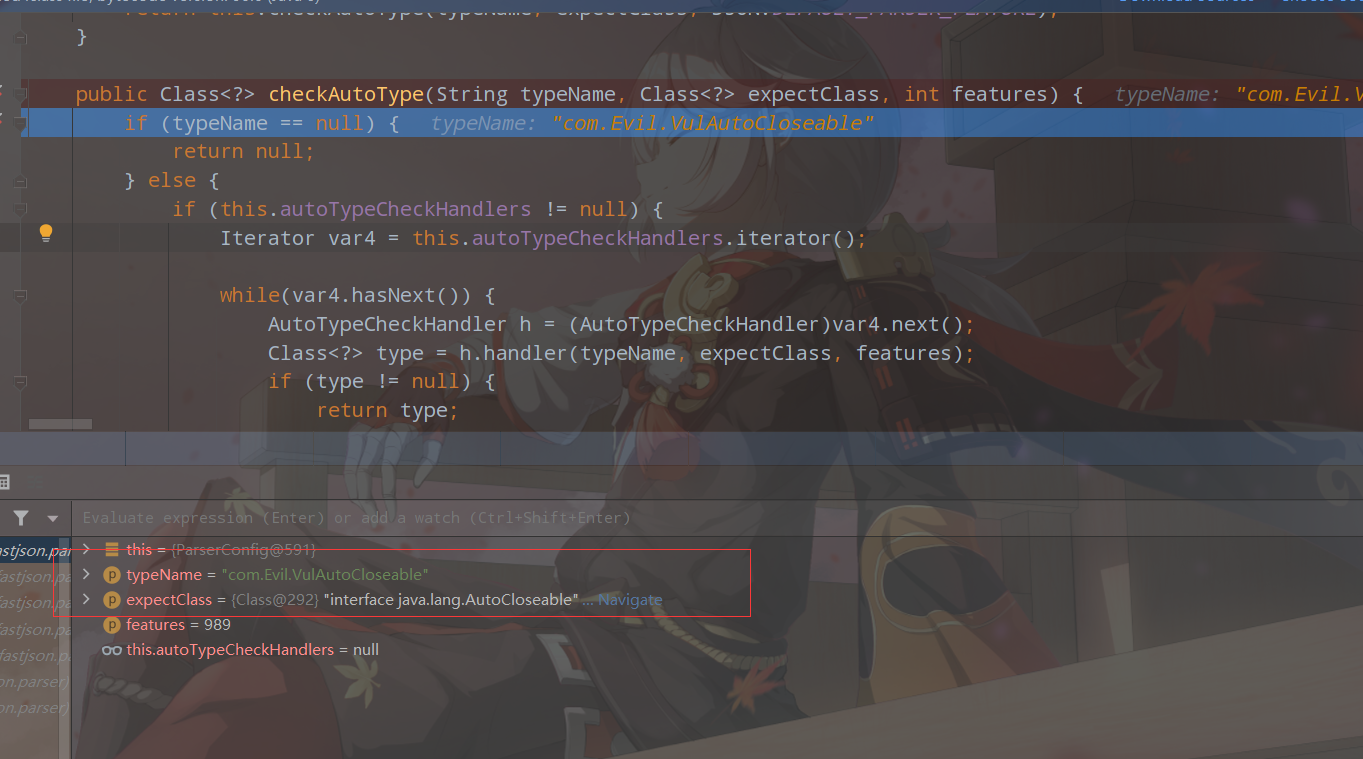 return this.checkAutoType(typeName, expectClass, JSON.DEFAULT_PARSER_FEATURE);
}
public Class<?> checkAutoType(String typeName, Class<?> expectClass, int features) { typeName: "com.Evil.V
if (typeName == null) { typeName: "com.Evil.VulAutoCloseable"
return null;
} else {
if (this.autoTypeCheckHandlers != null) {
Iterator var4 = this.autoTypeCheckHandlers.iterator();
while(var4.hasNext()) {
AutoTypeCheckHandler h = (AutoTypeCheckHandler)var4.next();
Class<?> type = h.handler(typeName, expectClass, features);
if (type != null) {
return type;
Evaluate expression (Enter) or add a watch (Ctrl+Shift+Enter)
this = {ParserConfig@591}
typeName = "com.Evil.VulAutoCloseable"
expectClass = {Class@292} "interface java.lang.AutoCloseable" ... Navigate
features = 989
this.autoTypeCheckHandlers = null
astjson.par
fastjson.pa
fastjson.pa
fastjson.pa
fastjson.pa
on.parser)
son.parser)